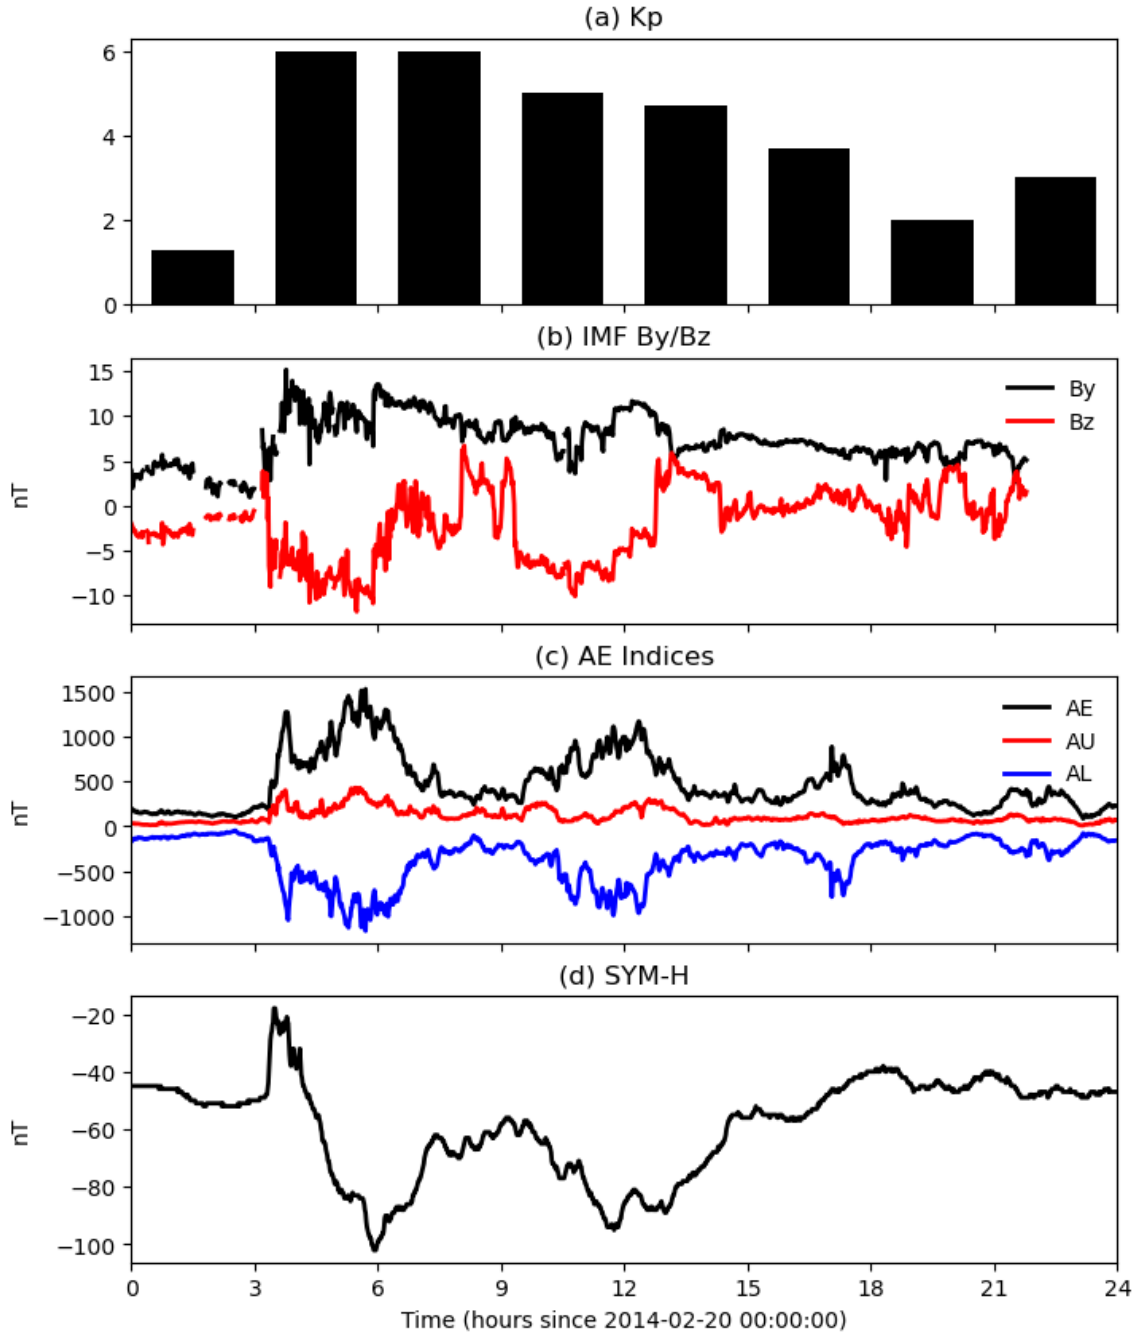 (a) Kp
6
4
2
0
(b) IMF By/Bz
15
10
5
0
−5
−10
nT
By
Bz
(c) AE Indices
1500
1000
500
0
−500
−1000
nT
AE
AU
AL
(d) SYM-H
−20
−40
−60
−80
−100
nT
0 3 6 9 12 15 18 21 24
Time (hours since 2014-02-20 00:00:00)